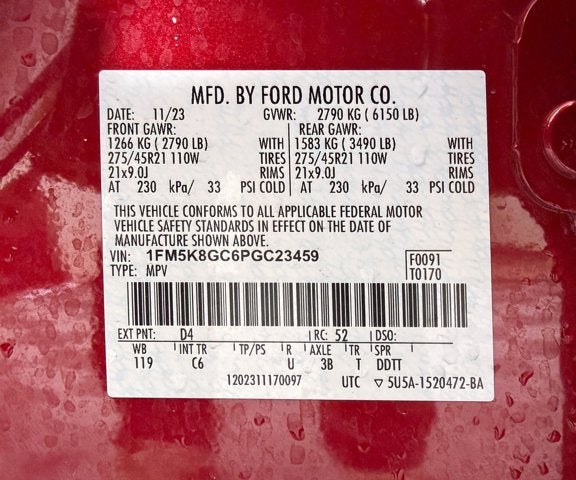 MFD. BY FORD MOTOR CO.
DATE: 11/23 GVWR: 2790 KG ( 6150 LB)
FRONT GAWR: REAR GAWR:
1266 KG ( 2790 LB) WITH 1583 KG ( 3490 LB) WITH
275/45R21 110W TIRES 275/45R21 110W TIRES
21x9.0J RIMS 21x9.0J RIMS
AT 230 kPa/ 33 PSI COLD AT 230 kPa/ 33 PSI COLD
THIS VEHICLE CONFORMS TO ALL APPLICABLE FEDERAL MOTOR
VEHICLE SAFETY STANDARDS IN EFFECT ON THE DATE OF
MANUFACTURE SHOWN ABOVE.
VIN: 1FM5K8GC6PGC23459 F0091
TYPE: MPV T0170
EXT PNT: D4 RC: 52 DSO:
WB INT TR TP/PS R AXLE TR SPR
119 C6 U 3B T DDTT
1202311170097 UTC ▽ 5U5A-1520472-BA